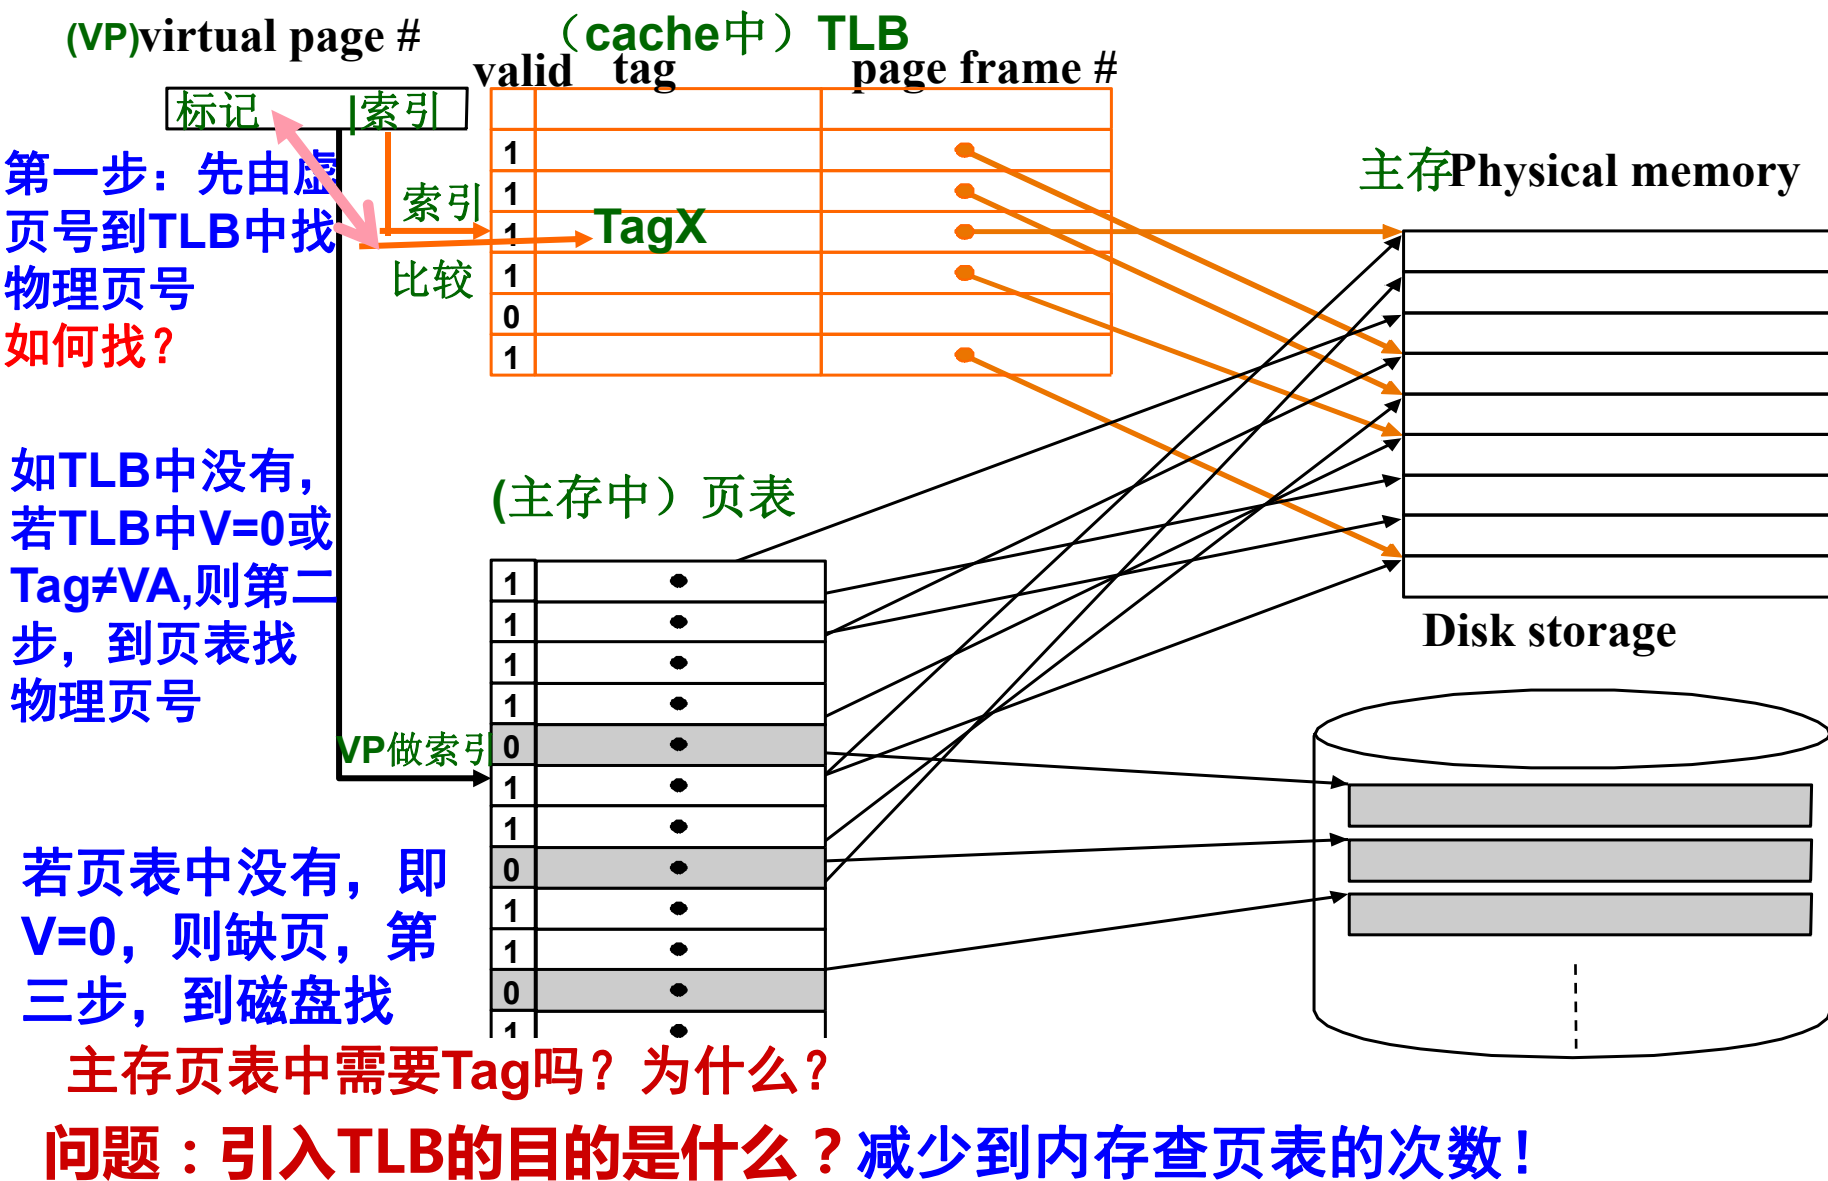 (VP)virtual page #
（cache中）TLB
valid tag page frame #
标记 |索引
1
1
1
1
0
1
索引
TagX
比较
第一步：先由虚
页号到TLB中找
物理页号
如何找？
主存Physical memory
如TLB中没有，
若TLB中V=0或
Tag≠VA,则第二
步，到页表找
物理页号
(主存中）页表
VP做索引
1
1
1
1
0
1
1
0
1
1
0
1
Disk storage
若页表中没有，即
V=0，则缺页，第
三步，到磁盘找
主存页表中需要Tag吗？为什么？
问题：引入TLB的目的是什么？减少到内存查页表的次数！